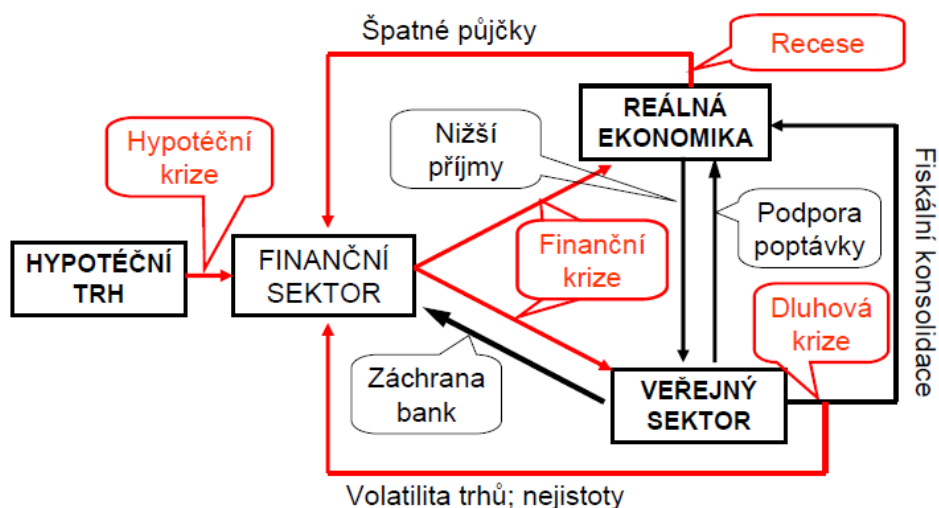 Špatné půjčky
Recese
REÁLNÁ
EKONOMIKA
Hypotéční
krize
Nižší
příjmy
Fiskální konsolidace
Podpora
poptávky
HYPOTÉČNÍ
TRH
FINANČNÍ
SEKTOR
Finanční
krize
Dluhová
krize
Záchrana
bank
VEŘEJNÝ
SEKTOR
Volatilita trhů; nejistoty